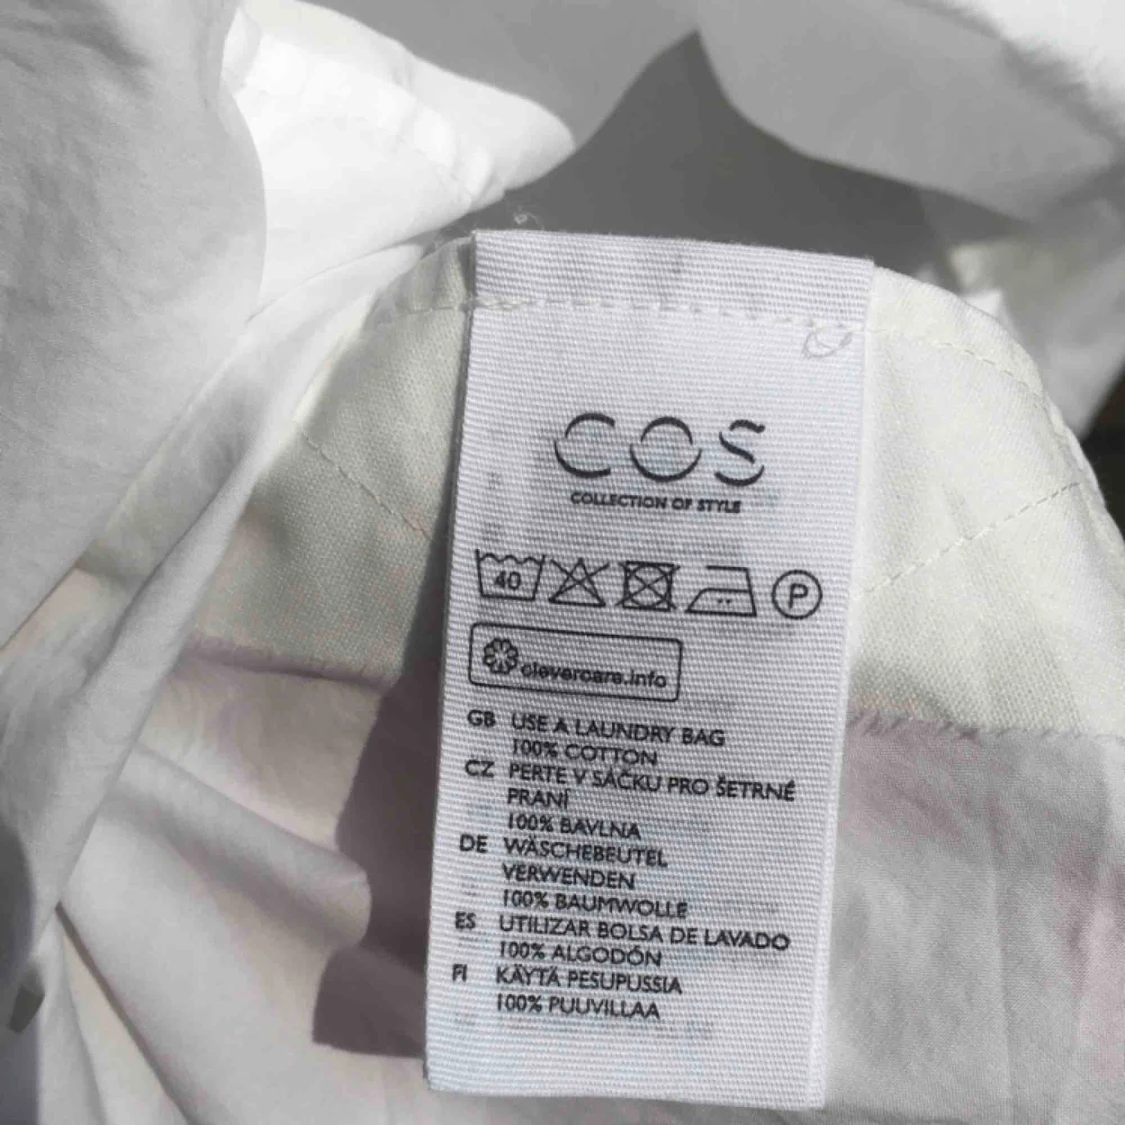 COS
COLLECTION OF STYLE
40 P
clevercare.info
GB USE A LAUNDRY BAG
100% COTTON
CZ PERTE V SÁČKU PRO ŠETRNÉ
PRANÍ
100% BAVLNA
DE WÄSCHEBEUTEL
VERWENDEN
100% BAUMWOLLE
ES UTILIZAR BOLSA DE LAVADO
100% ALGODÓN
FI KÄYTÄ PESUPUSSIA
100% PUUVILLAA